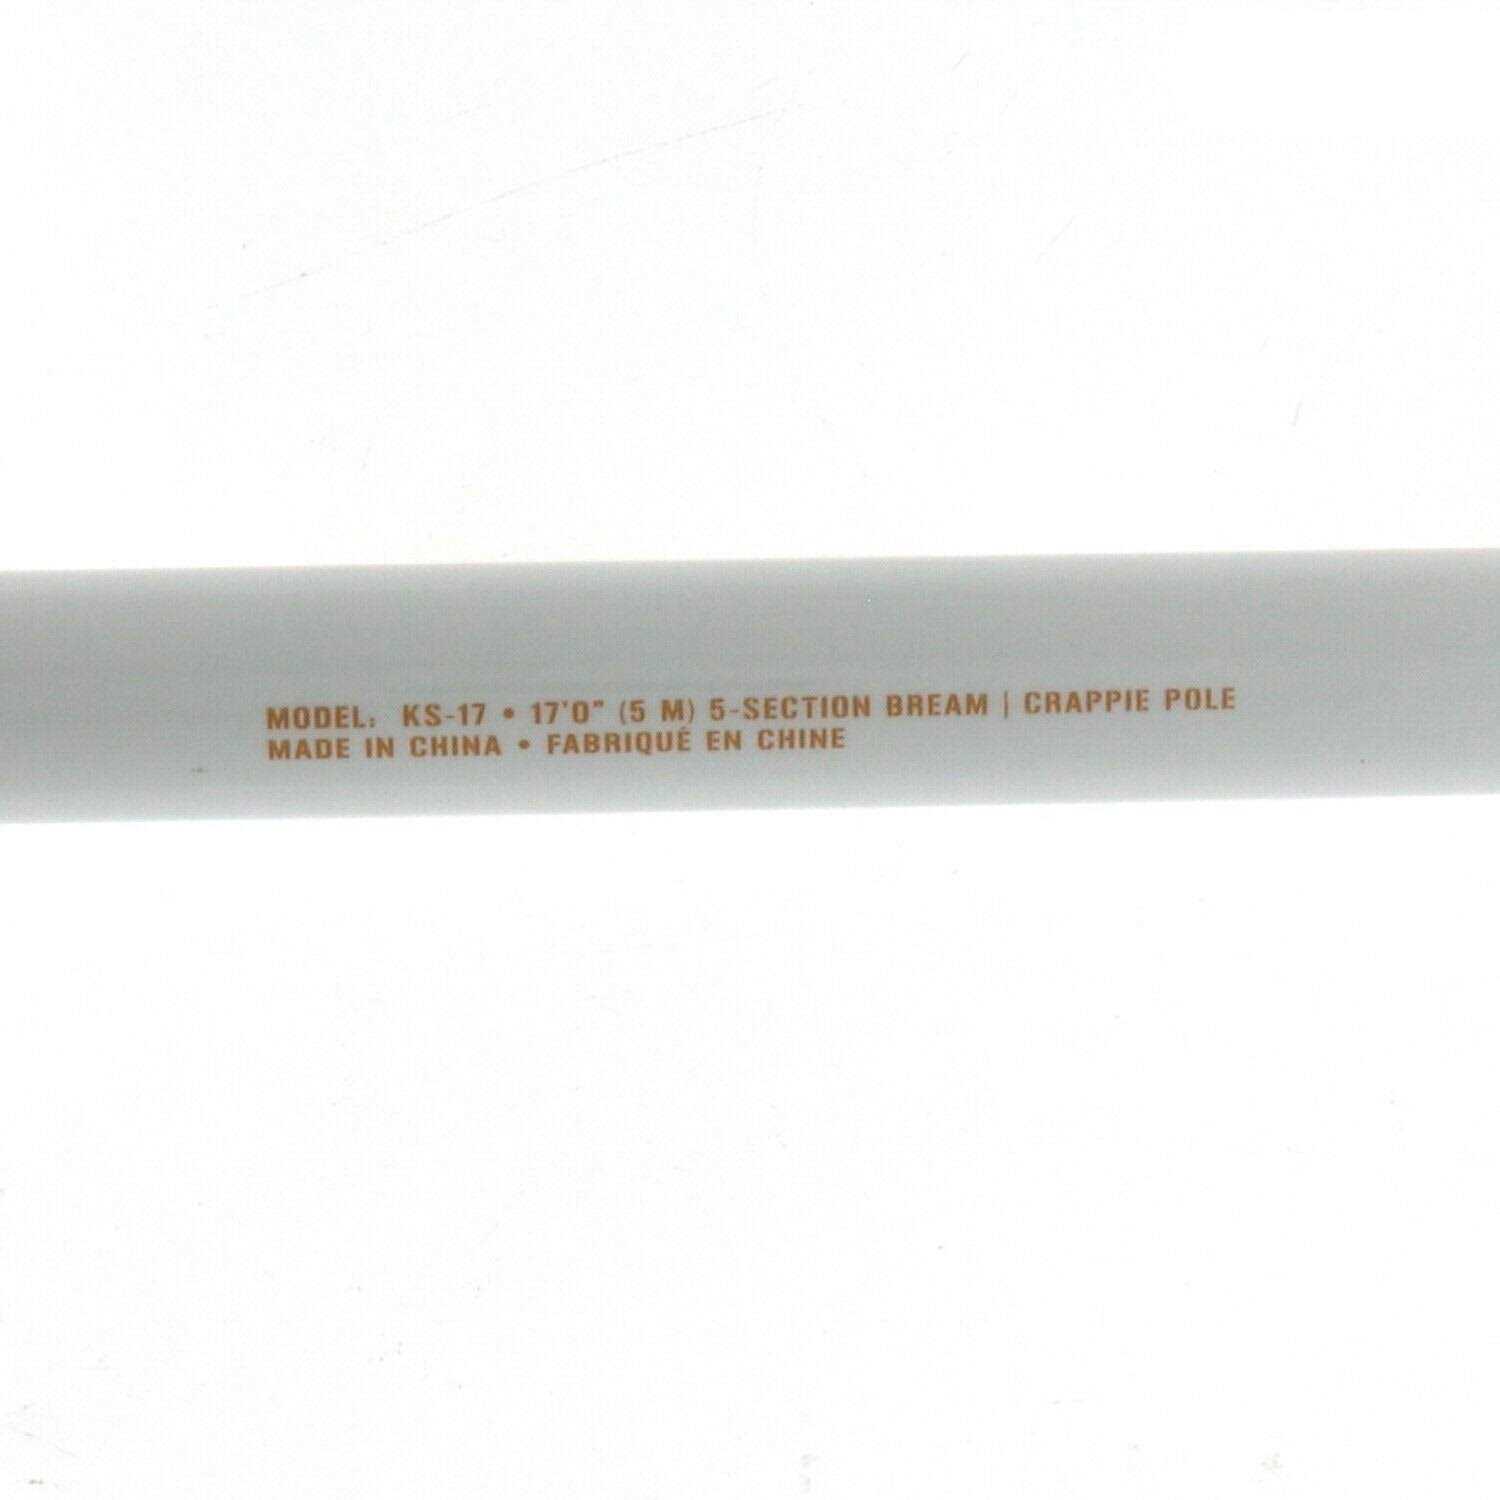 MODEL: KS-17 • 17'0" (5 M) 5-SECTION BREAM | CRAPPIE POLE
MADE IN CHINA • FABRIQUÉ EN CHINE